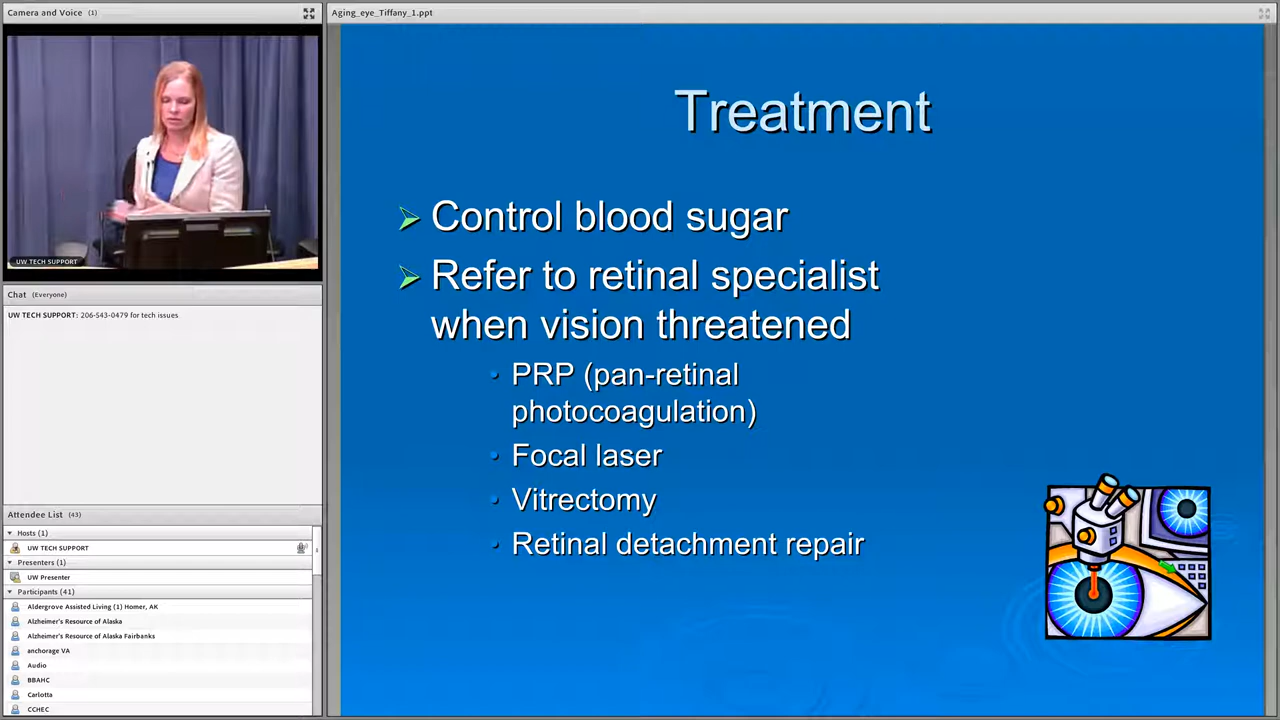 Camera and Voice (1)
UW TECH SUPPORT
Chat (Everyone)
UW TECH SUPPORT: 206-543-0479 for tech issues
Attendee List (43)
Hosts (1)
UW TECH SUPPORT
Presenters (1)
UW Presenter
Participants (41)
Aldergrove Assisted Living (1) Homer, AK
Alzheimer's Resource of Alaska
Alzheimer's Resource of Alaska Fairbanks
anchorage VA
Audio
BBAHC
Carlotta
CCHEC
Aging_eye_Tiffany_1.ppt
Treatment
Control blood sugar
Refer to retinal specialist
when vision threatened
PRP (pan-retinal
photocoagulation)
Focal laser
Vitrectomy
Retinal detachment repair